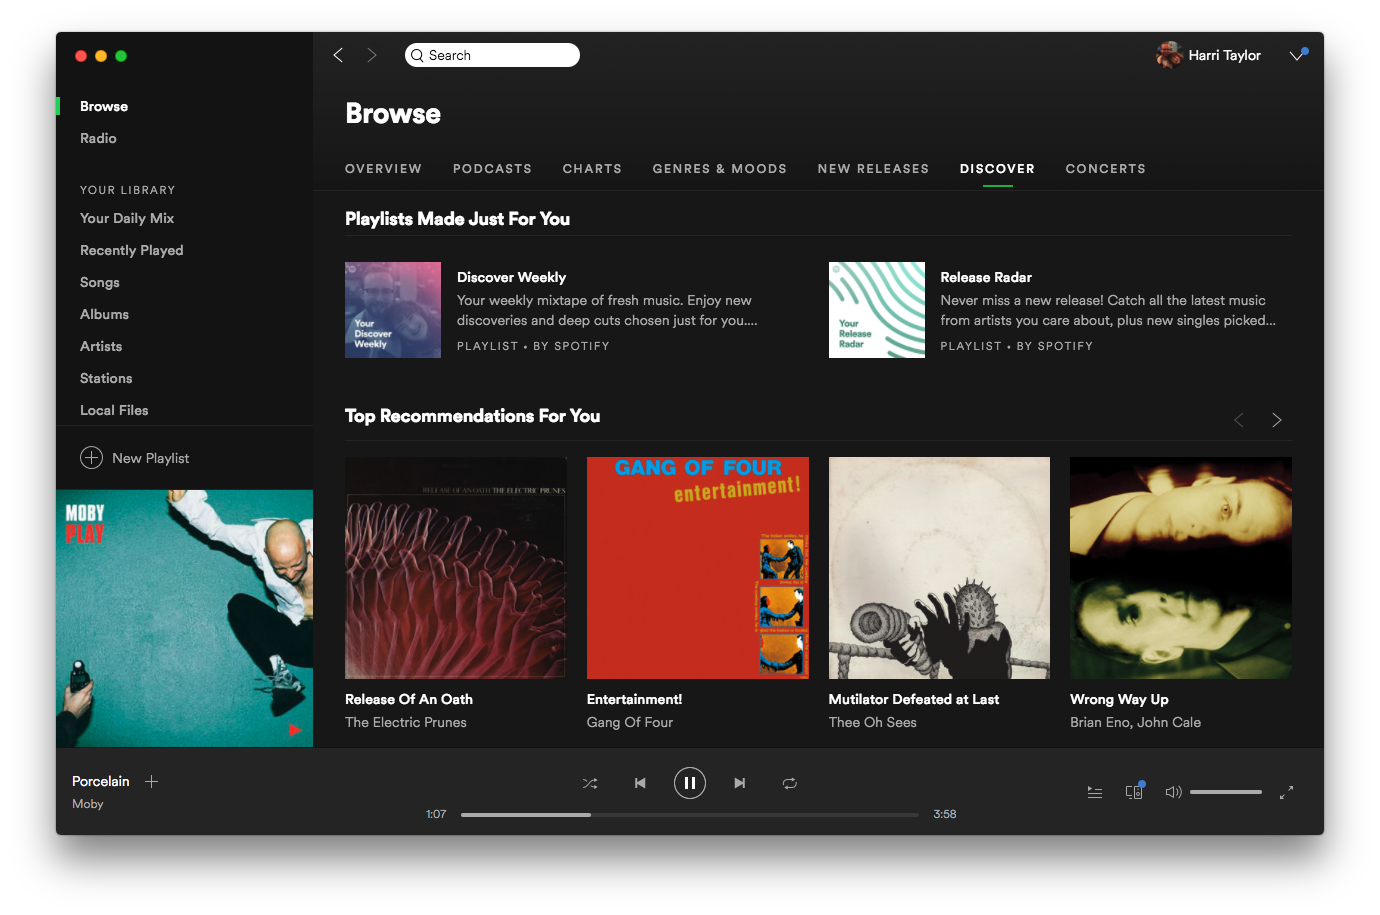 Search
Harri Taylor
Browse
Radio
YOUR LIBRARY
Your Daily Mix
Recently Played
Songs
Albums
Artists
Stations
Local Files
New Playlist
MOBY
PLAY
Browse
OVERVIEW
PODCASTS
CHARTS
GENRES & MOODS
NEW RELEASES
DISCOVER
CONCERTS
Playlists Made Just For You
Your
Discover
Weekly
Discover Weekly
Your weekly mixtape of fresh music. Enjoy new
discoveries and deep cuts chosen just for you....
PLAYLIST • BY SPOTIFY
Your
Release
Radar
Release Radar
Never miss a new release! Catch all the latest music
from artists you care about, plus new singles picked...
PLAYLIST • BY SPOTIFY
Top Recommendations For You
RELEASE OF AN OATH THE ELECTRIC PRUNES
Release Of An Oath
The Electric Prunes
GANG OF FOUR
entertainment!
Entertainment!
Gang Of Four
Mutilator Defeated at Last
Thee Oh Sees
Wrong Way Up
Brian Eno, John Cale
Porcelain
Moby
1:07
3:58